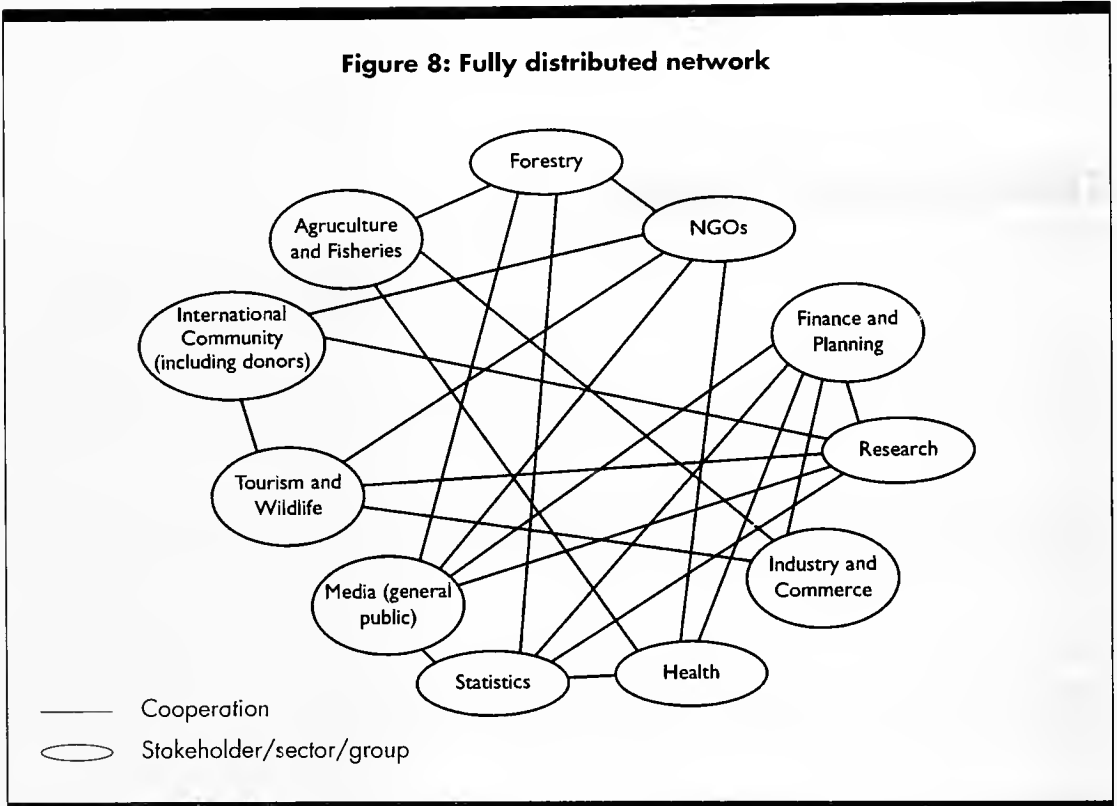 Figure 8: Fully distributed network
Forestry
Agruculture
and Fisheries
NGOs
International
Community
(including donors)
Finance and
Planning
Research
Tourism and
Wildlife
Industry and
Commerce
Media (general
public)
Statistics
Health
Cooperation
Stakeholder/sector/group